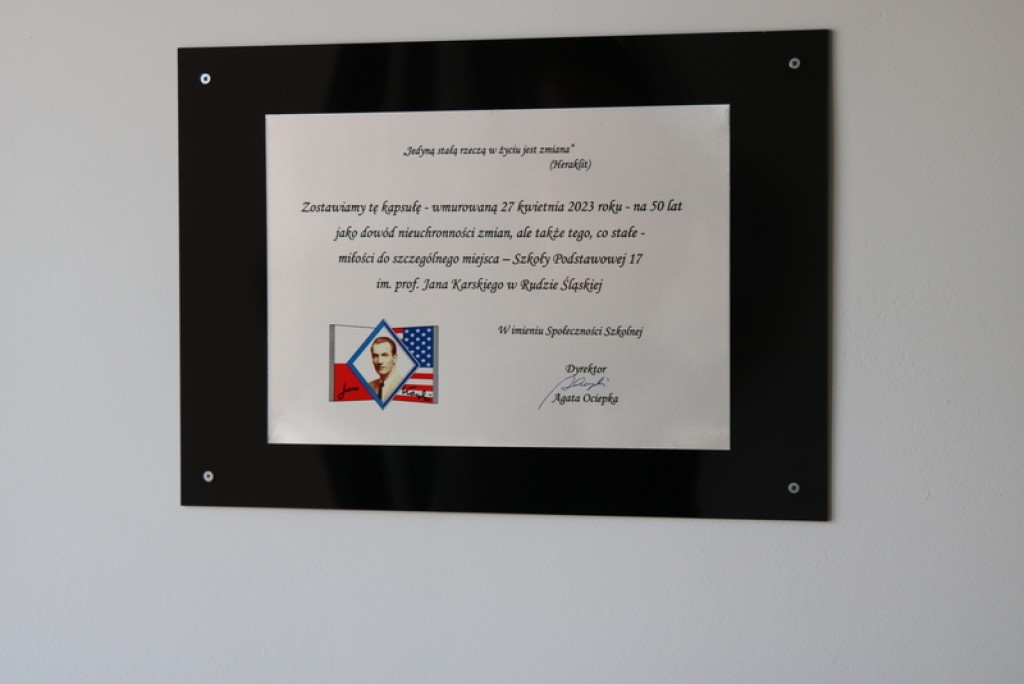 „Jedyną stałą rzeczą w życiu jest zmiana”
(Heraklit)
Zostawiamy tę kapsułę - wmurowaną 27 kwietnia 2023 roku - na 50 lat
jako dowód nieuchronności zmian, ale także tego, co stałe -
miłości do szczególnego miejsca – Szkoły Podstawowej 17
im. prof. Jana Karskiego w Rudzie Śląskiej
W imieniu Społeczności Szkolnej
Dyrektor
Agata Ociepka